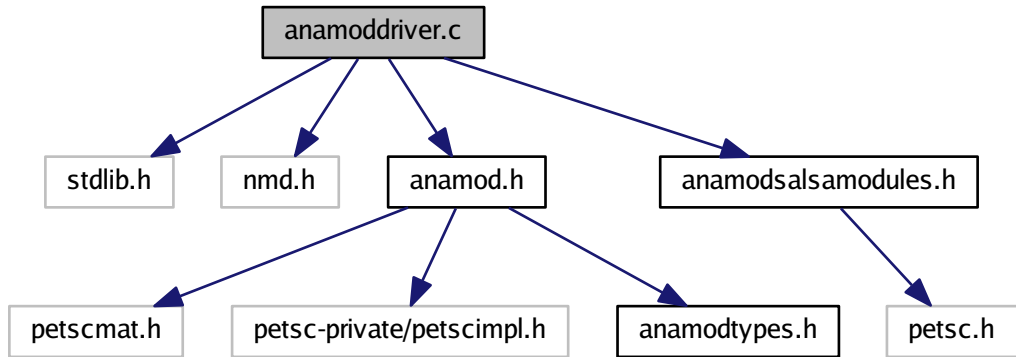 anamoddriver.c
stdlib.h
nmd.h
anamod.h
anamodsalsamodules.h
petscmat.h
petsc-private/petscimpl.h
anamodtypes.h
petsc.h